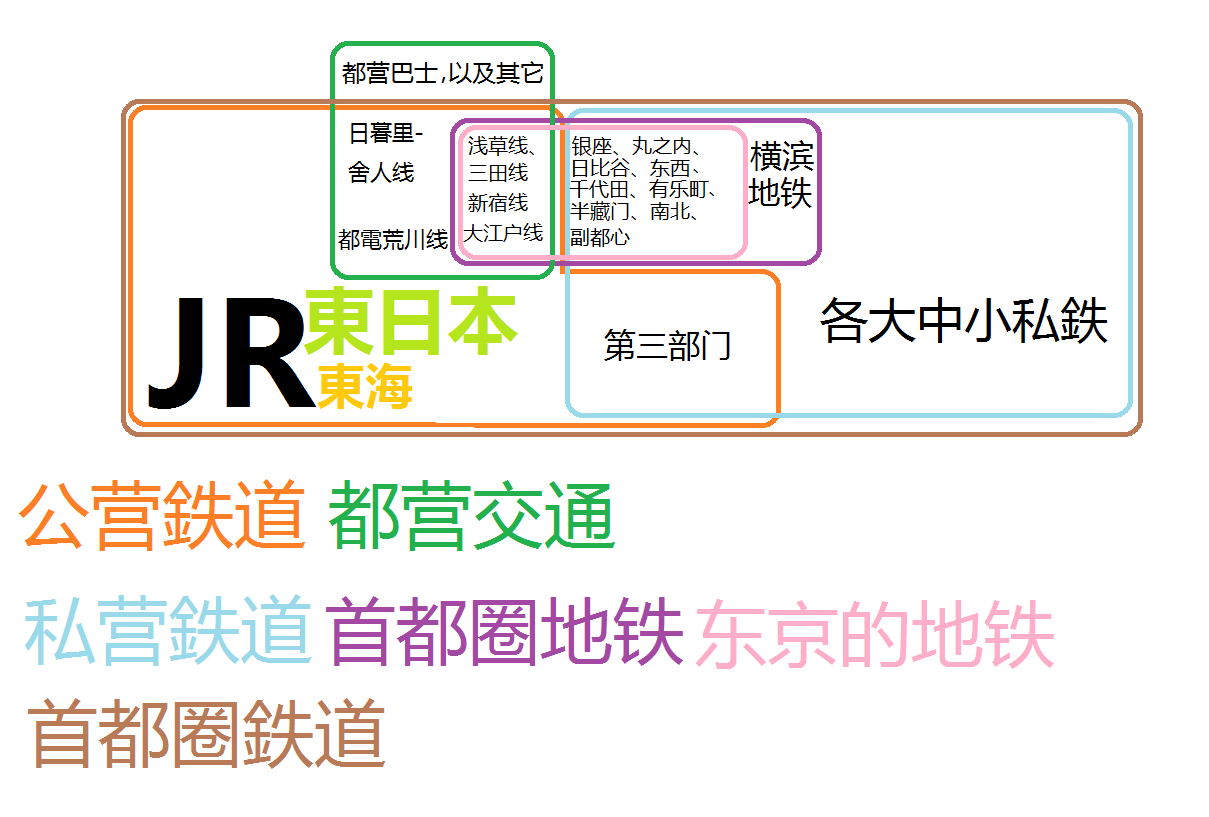 都营巴士,以及其它
日暮里-
舍人线
都電荒川线
浅草线、
三田线
新宿线
大江户线
银座、丸之内、
日比谷、东西、
千代田、有乐町、
半藏门、南北、
副都心
横滨
地铁
JR東日本
東海
第三部门
各大中小私鉄
公营鉄道 都营交通
私营鉄道 首都圈地铁 东京的地铁
首都圈鉄道